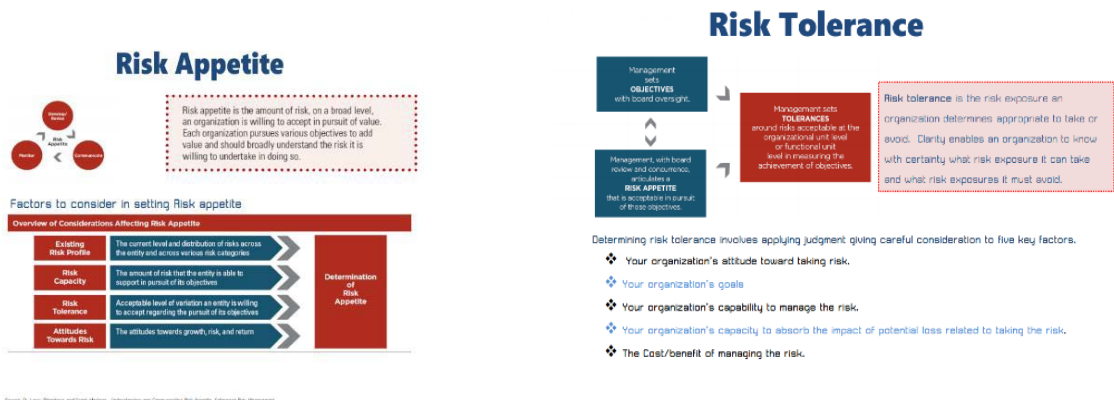 Risk Appetite
Develop/
Revise
Risk
Appetite
Monitor
Communicate
Risk appetite is the amount of risk, on a broad level,
an organization is willing to accept in pursuit of value.
Each organization pursues various objectives to add
value and should broadly understand the risk it is
willing to undertake in doing so.
Factors to consider in setting Risk appetite
Overview of Considerations Affecting Risk Appetite
Existing
Risk Profile
The current level and distribution of risks across
the entity and across various risk categories
Risk
Capacity
The amount of risk that the entity is able to
support in pursuit of its objectives
Risk
Tolerance
Acceptable level of variation an entity is willing
to accept regarding the pursuit of its objectives
Attitudes
Towards Risk
The attitudes towards growth, risk, and return
Determination
of
Risk
Appetite
Risk Tolerance
Management
sets
OBJECTIVES
with board oversight.
Management, with board
review and concurrence,
articulates a
RISK APPETITE
that is acceptable in pursuit
of those objectives.
Management sets
TOLERANCES
around risks acceptable at the
organizational unit level
or functional unit
level in measuring the
achievement of objectives.
Risk tolerance is the risk exposure an
organization determines appropriate to take or
avoid. Clarity enables an organization to know
with certainty what risk exposure it can take
and what risk exposures it must avoid.
Determining risk tolerance involves applying judgment giving careful consideration to five key factors.
❖ Your organization's attitude toward taking risk.
❖ Your organization's goals
❖ Your organization's capability to manage the risk.
❖ Your organization's capacity to absorb the impact of potential loss related to taking the risk.
❖ The Cost/benefit of managing the risk.